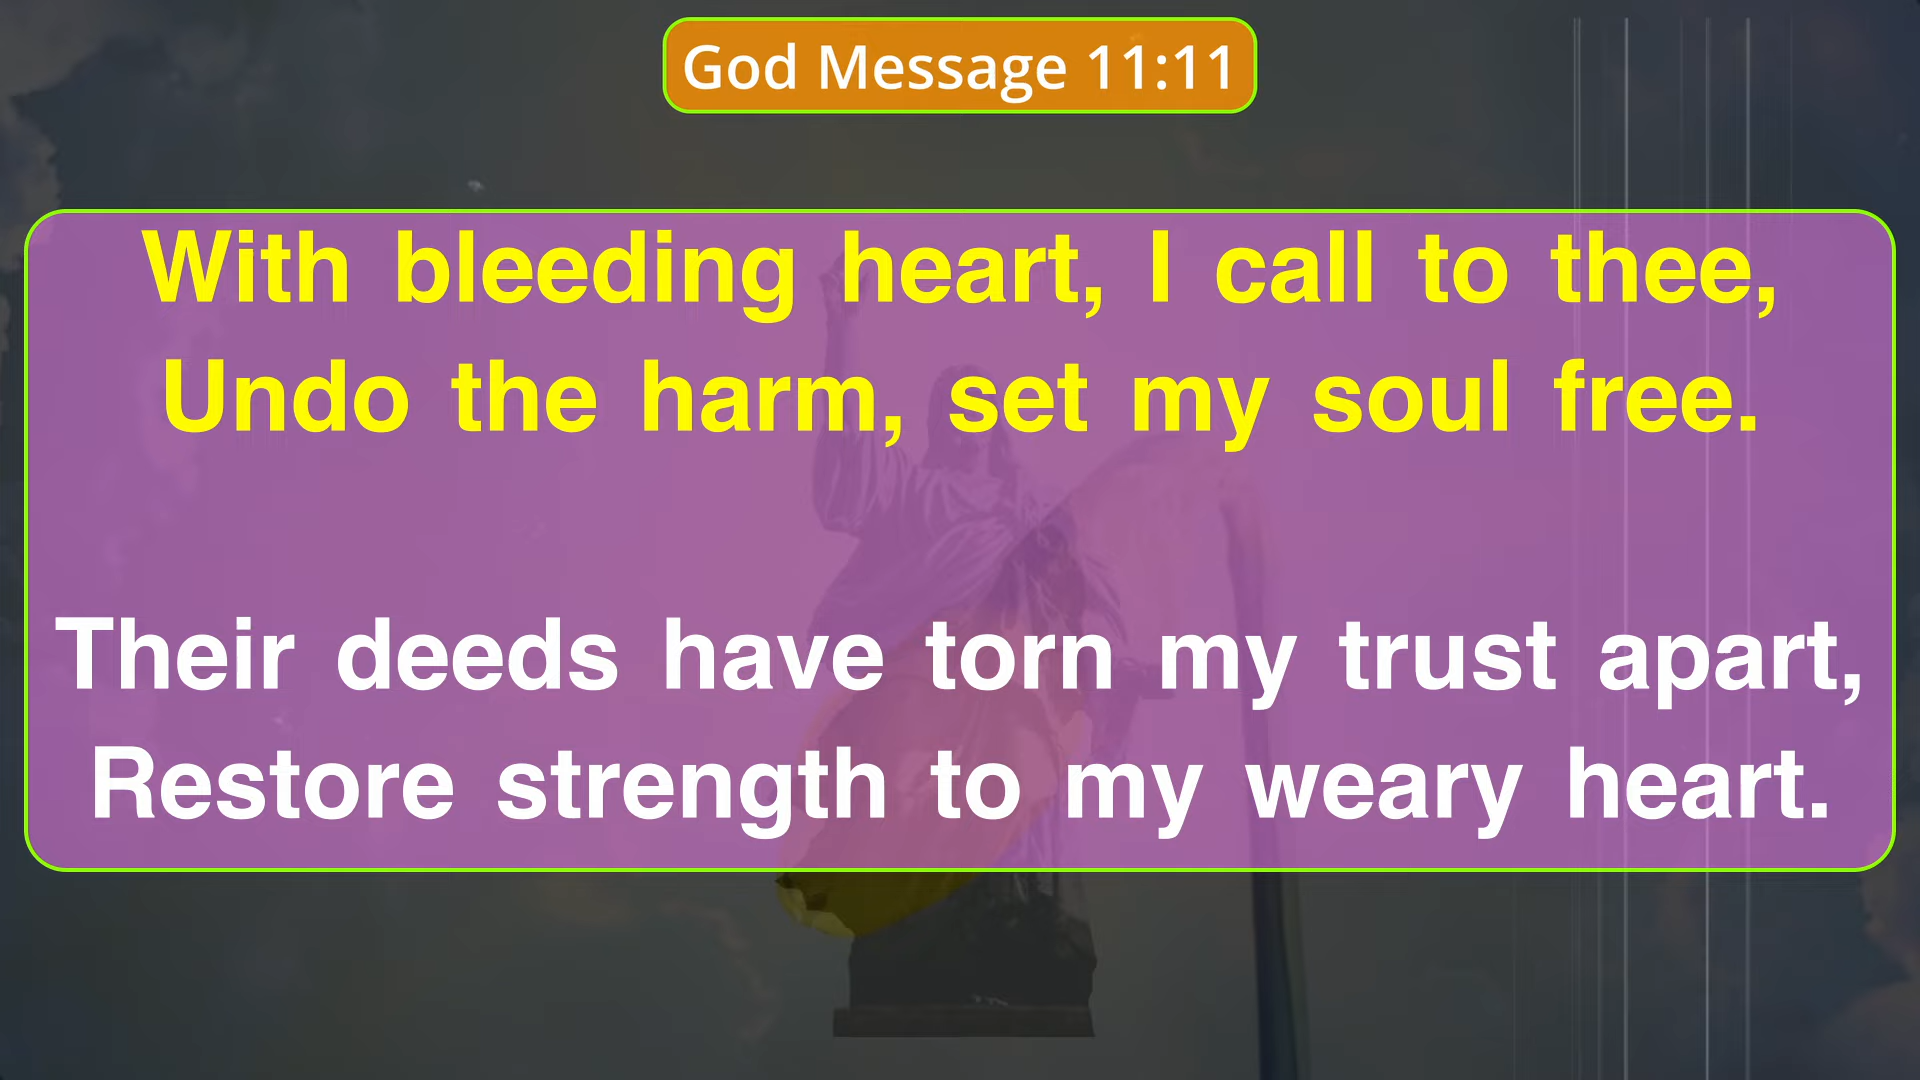 God Message 11:11
With bleeding heart, I call to thee,
Undo the harm, set my soul free.
Their deeds have torn my trust apart,
Restore strength to my weary heart.